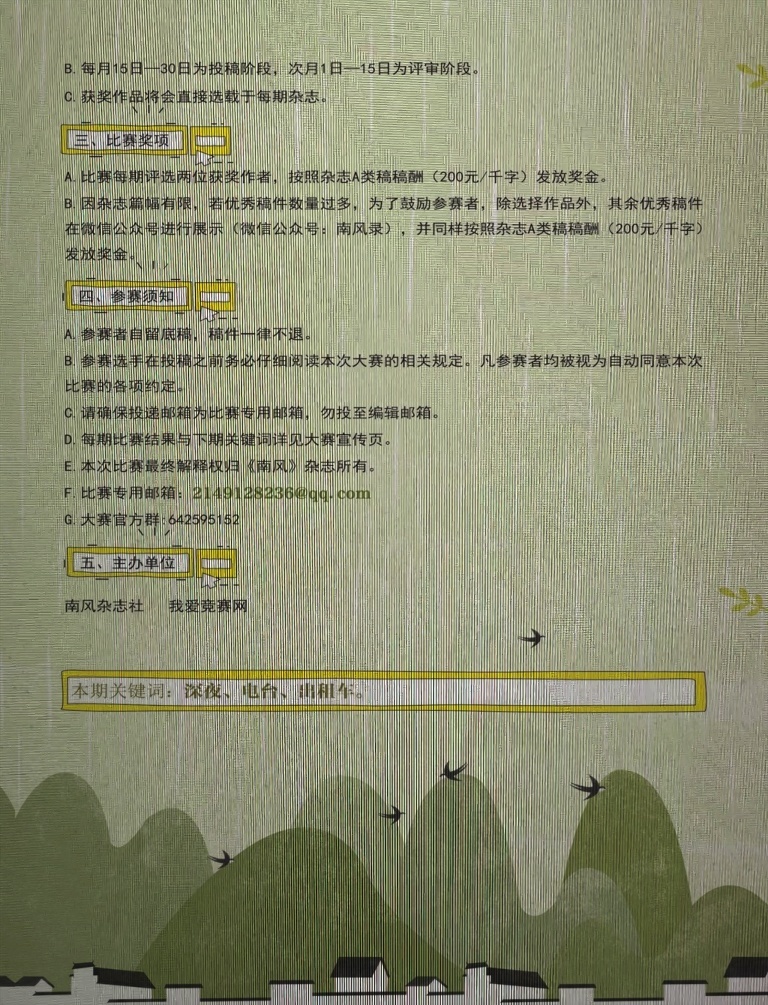 B. 每月15日—30日为投稿阶段，次月1日—15日为评审阶段。
C. 获奖作品将会直接选载于每期杂志。
三、比赛奖项
A. 比赛每期评选两位获奖作者，按照杂志A类稿稿酬（200元/千字）发放奖金。
B. 因杂志篇幅有限，若优秀稿件数量过多，为了鼓励参赛者，除选择作品外，其余优秀稿件
在微信公众号进行展示（微信公众号：南风录），并同样按照杂志A类稿稿酬（200元/千字）
发放奖金。
四、参赛须知
A. 参赛者自留底稿，稿件一律不退。
B. 参赛选手在投稿之前务必仔细阅读本次大赛的相关规定。凡参赛者均被视为自动同意本次
比赛的各项约定。
C. 请确保投递邮箱为比赛专用邮箱，勿投至编辑邮箱。
D. 每期比赛结果与下期关键词详见大赛宣传页。
E. 本次比赛最终解释权归《南风》杂志所有。
F. 比赛专用邮箱：2149128236@qq.com
G. 大赛官方群:642595152
五、主办单位
南风杂志社 我爱竞赛网
本期关键词：深夜、电台、出租车。